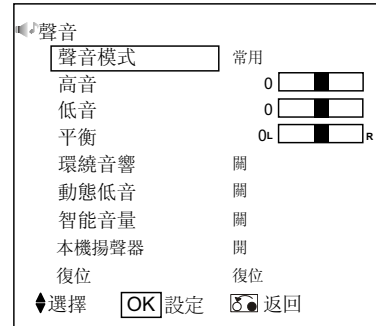 聲音
聲音模式 常用
高音 0
低音 0
平衡 0L R
環繞音響 關
動態低音 關
智能音量 關
本機揚聲器 開
復位 復位
選擇 OK 設定 返回